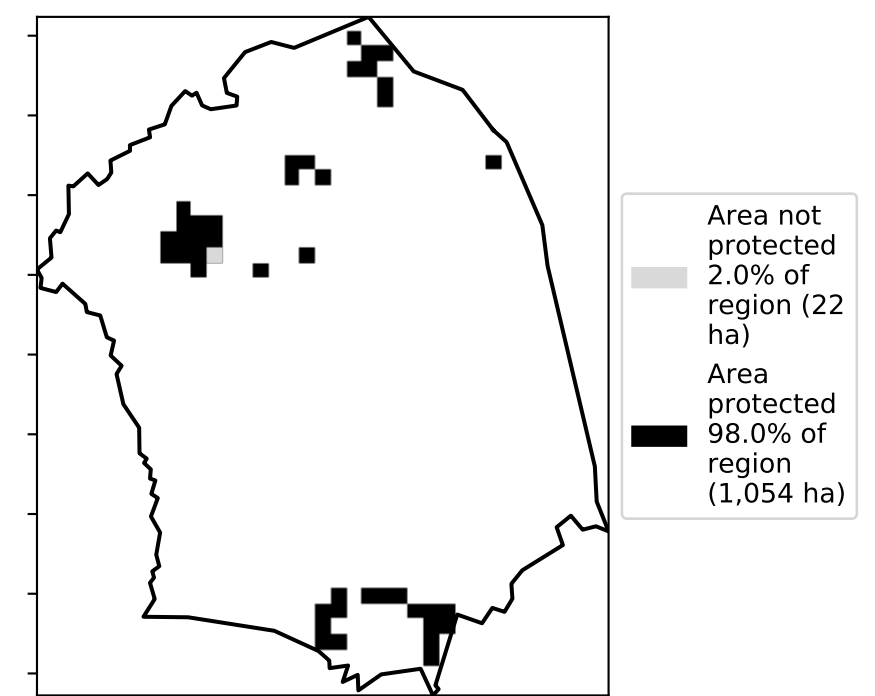 Area not
protected
2.0% of
region (22
ha)
Area
protected
98.0% of
region
(1,054 ha)